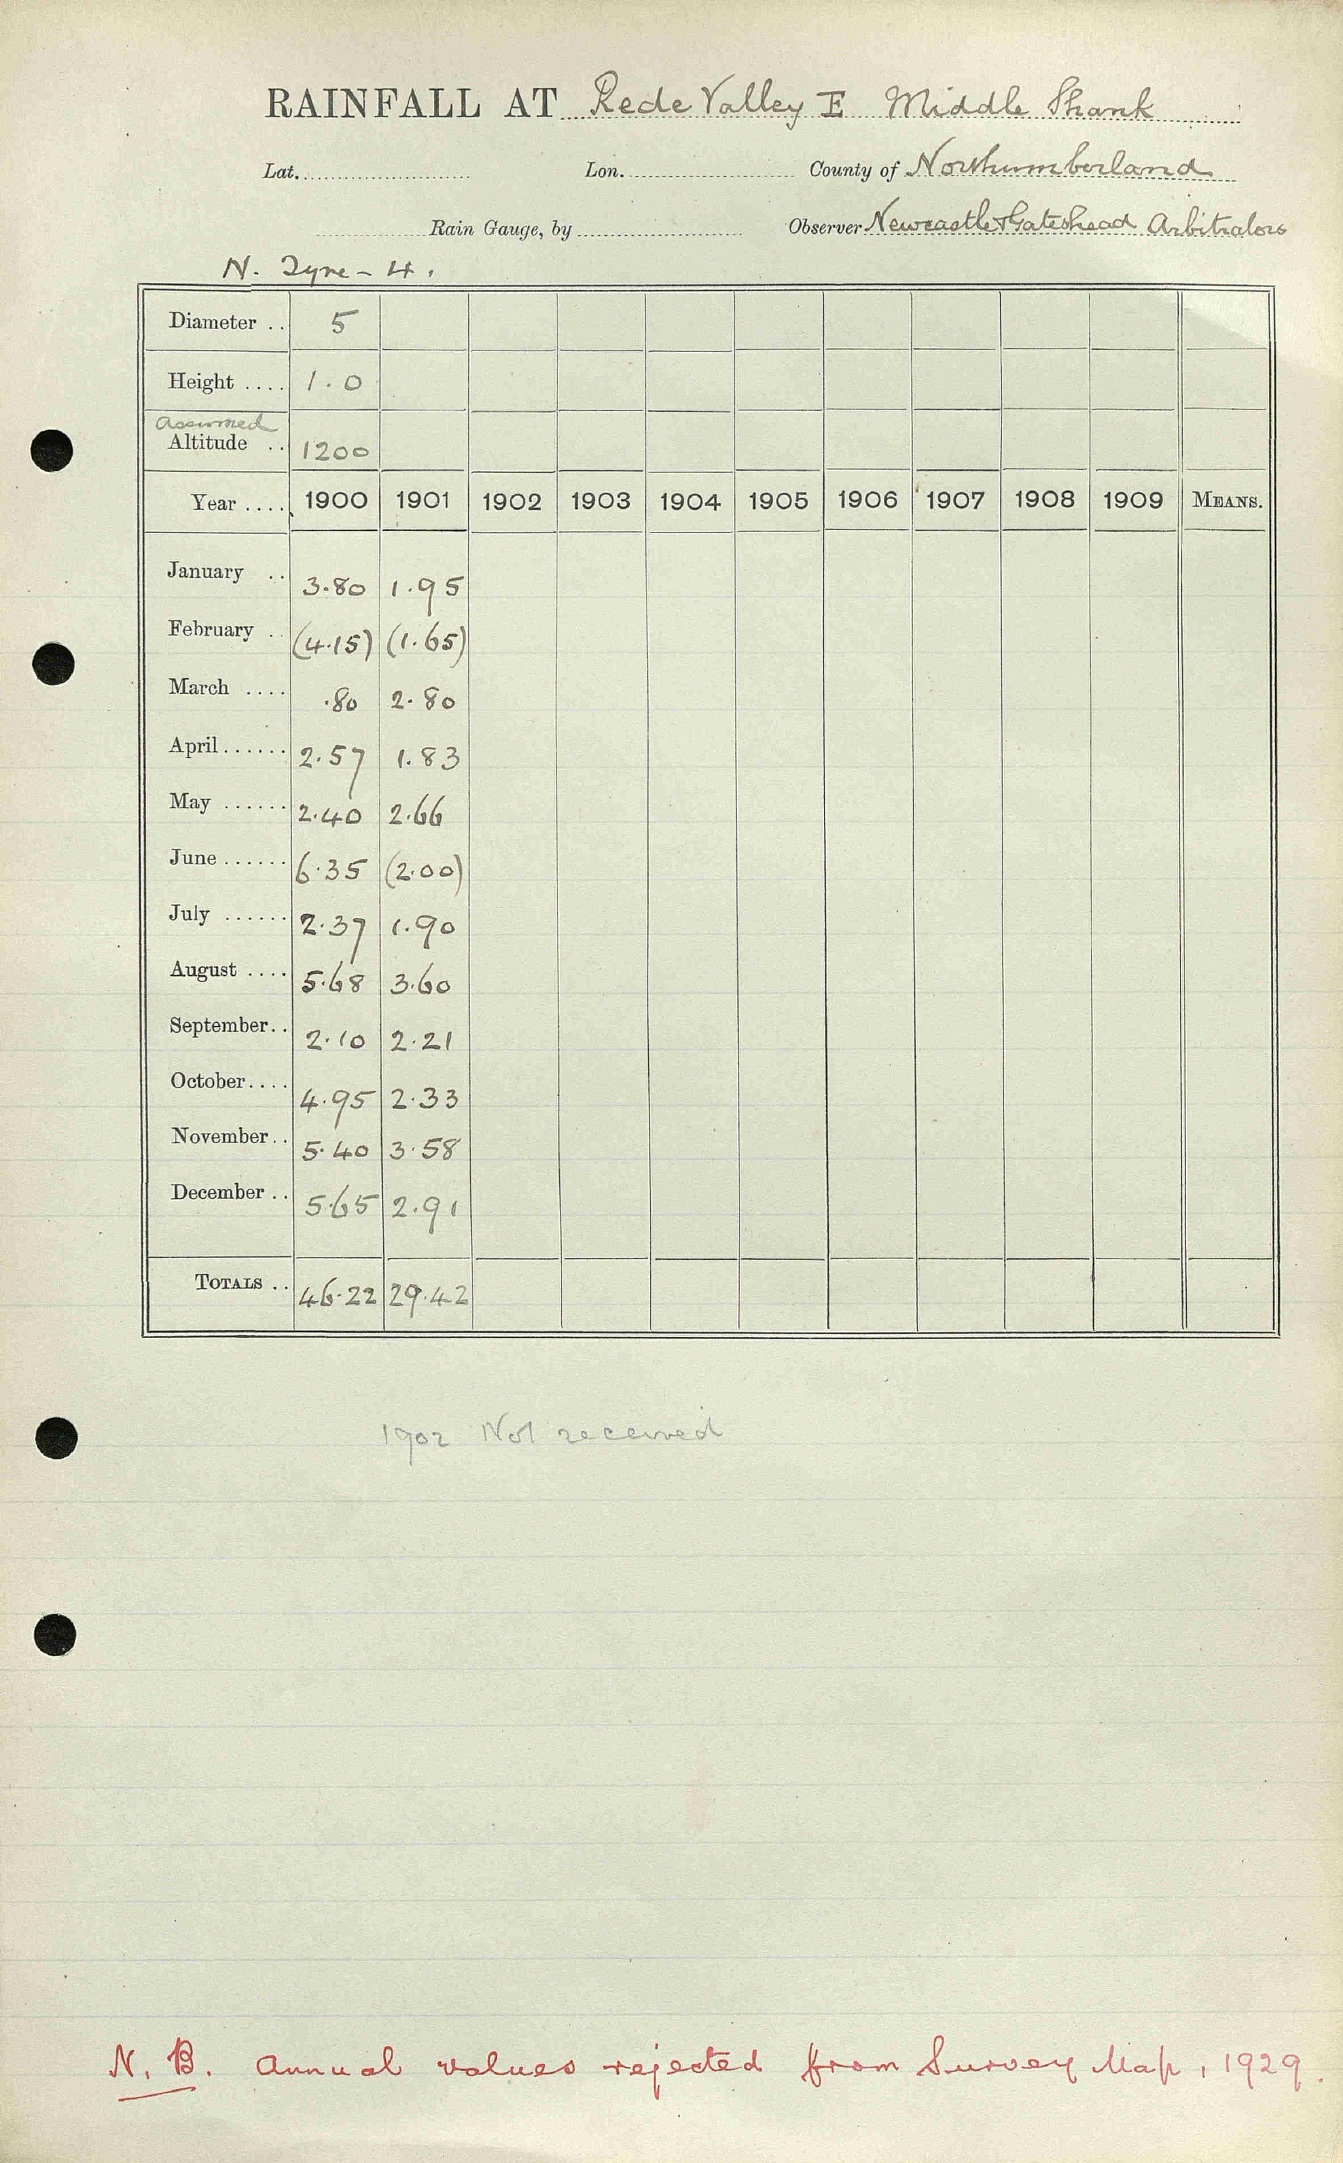 RAINFALL AT Rede Valley E Middle Shank
Lat. Lon. County of Northumberland
Rain Gauge, by Observer Newcastle & Gateshead Arbitrators
N. Tyne - 4.
Diameter .. 5
Height .... 1.0
Assumed
Altitude .. 1200
Year .... 1900 1901 1902 1903 1904 1905 1906 1907 1908 1909 MEANS.
January .. 3.80 1.95
February .. (4.15) (1.65)
March .... .80 2.80
April ...... 2.57 1.83
May ...... 2.40 2.66
June ...... 6.35 (2.00)
July ...... 2.37 1.90
August .... 5.68 3.60
September .. 2.10 2.21
October .... 4.95 2.33
November .. 5.40 3.58
December .. 5.65 2.91
TOTALS .. 46.22 29.42
1902 Not received
N. B. Annual values rejected from Survey Map, 1929.